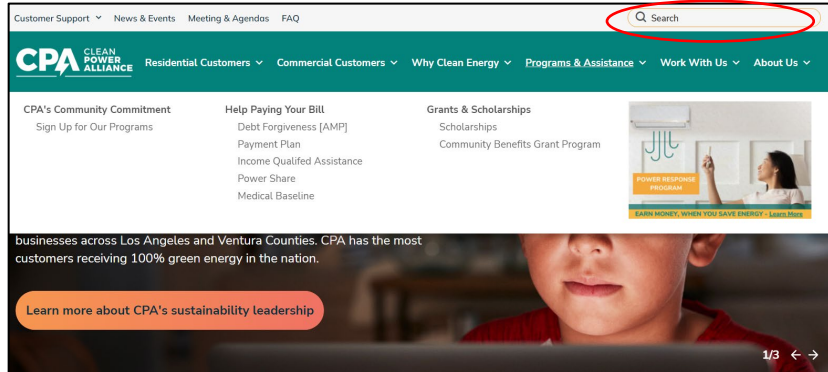 Customer Support News & Events Meeting & Agendas FAQ Search
CPA CLEAN POWER ALLIANCE
Residential Customers Commercial Customers Why Clean Energy Programs & Assistance Work With Us About Us
CPA's Community Commitment
Sign Up for Our Programs
Help Paying Your Bill
Debt Forgiveness [AMP]
Payment Plan
Income Qualifed Assistance
Power Share
Medical Baseline
Grants & Scholarships
Scholarships
Community Benefits Grant Program
POWER RESPONSE
PROGRAM
EARN MONEY, WHEN YOU SAVE ENERGY - Learn More
businesses across Los Angeles and Ventura Counties. CPA has the most
customers receiving 100% green energy in the nation.
Learn more about CPA's sustainability leadership
1/3